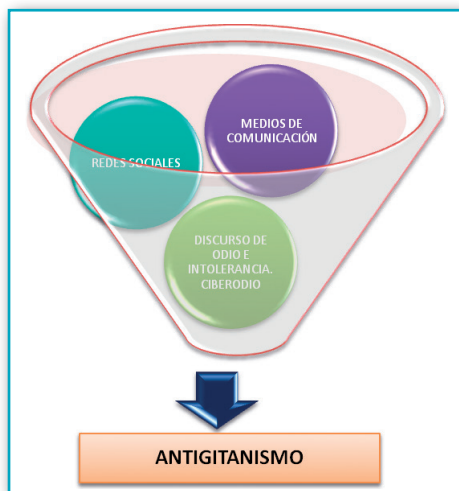 MEDIOS DE
COMUNICACIÓN
REDES SOCIALES
DISCURSO DE
ODIO E
INTOLERANCIA.
CIBERODIO
ANTIGITANISMO